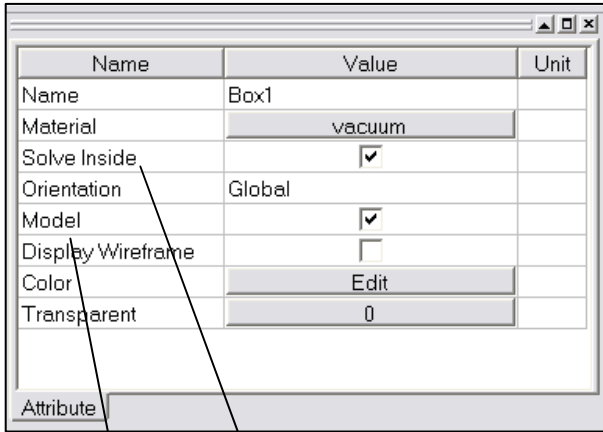 Name Value Unit
Name Box1
Material vacuum
Solve Inside
Orientation Global
Model
Display Wireframe
Color Edit
Transparent 0
Attribute